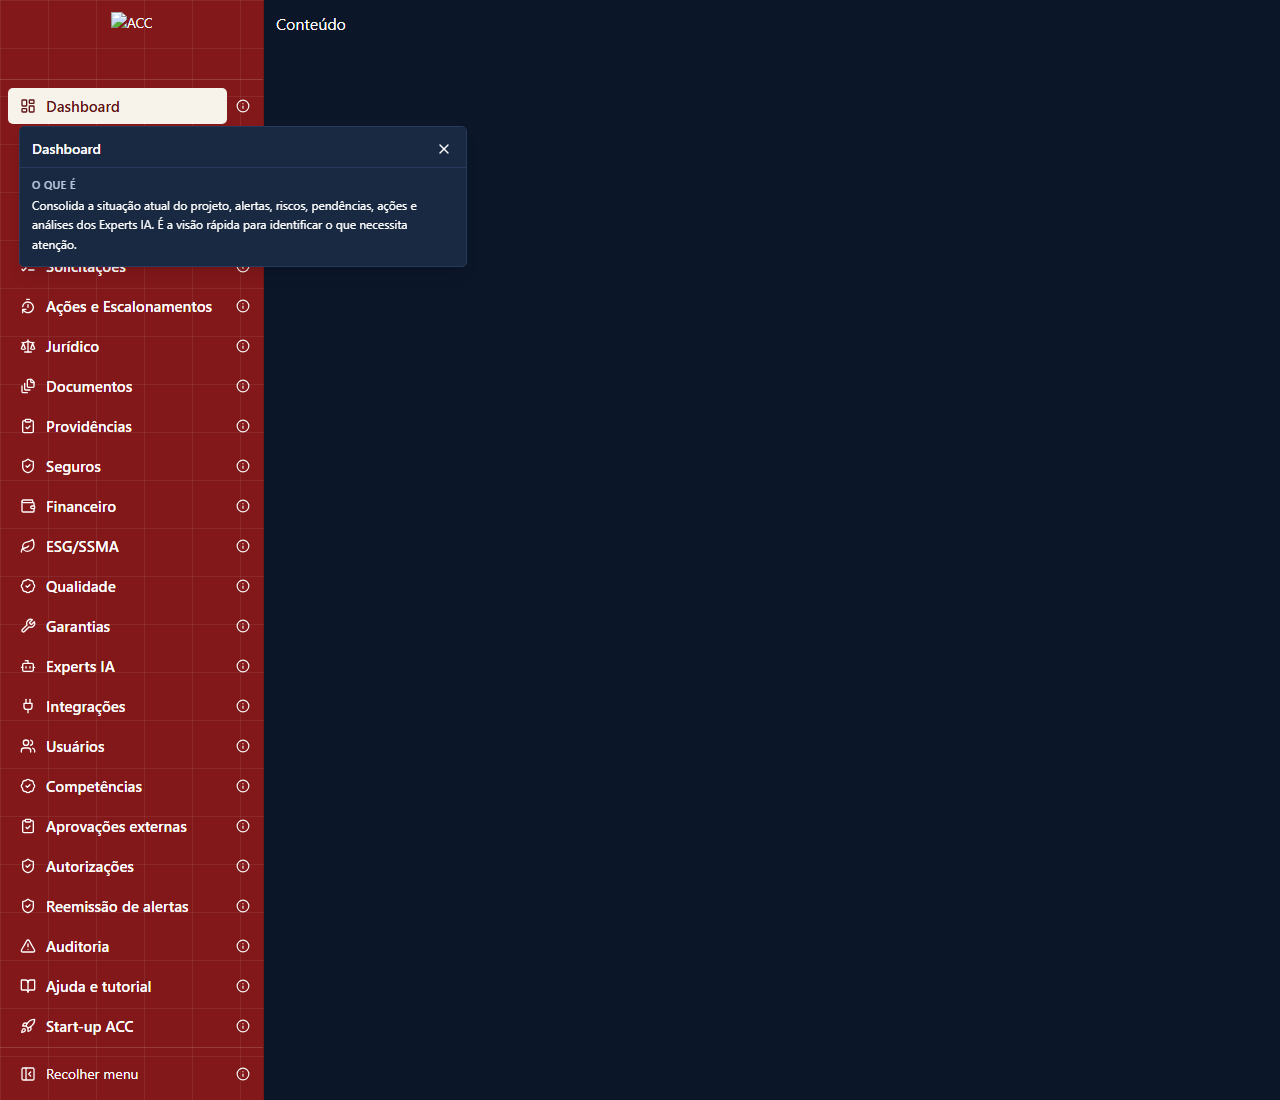 ACC
Conteúdo
Dashboard
Dashboard
O QUE É
Consolida a situação atual do projeto, alertas, riscos, pendências, ações e
análises dos Experts IA. É a visão rápida para identificar o que necessita
atenção.
Solicitações
Ações e Escalonamentos
Jurídico
Documentos
Providências
Seguros
Financeiro
ESG/SSMA
Qualidade
Garantias
Experts IA
Integrações
Usuários
Competências
Aprovações externas
Autorizações
Reemissão de alertas
Auditoria
Ajuda e tutorial
Start-up ACC
Recolher menu